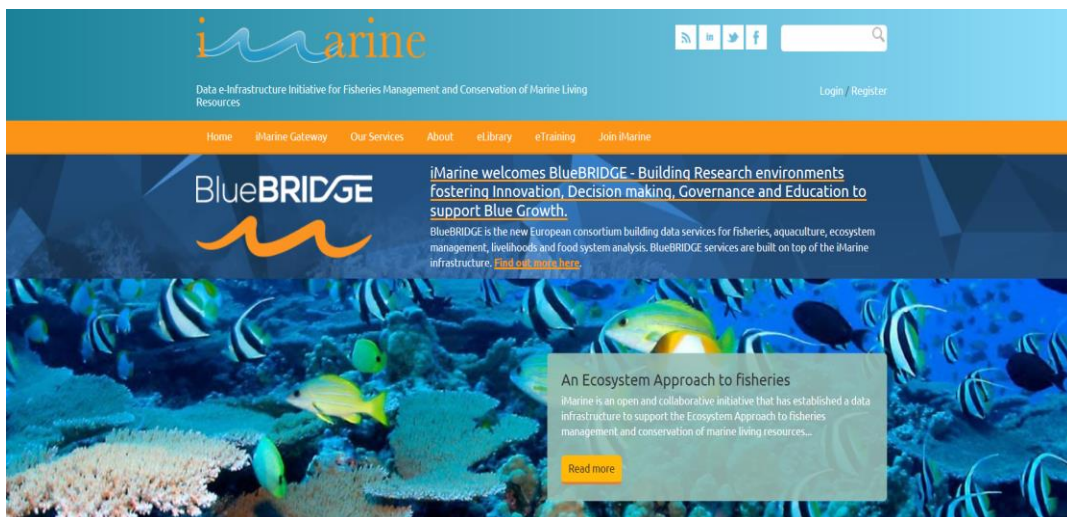 iMarine
Data e-Infrastructure Initiative for Fisheries Management and Conservation of Marine Living
Resources
in
f
Login / Register
Home iMarine Gateway Our Services About eLibrary eTraining Join iMarine
BlueBRIDGE
iMarine welcomes BlueBRIDGE - Building Research environments
fostering Innovation, Decision making, Governance and Education to
support Blue Growth.
BlueBRIDGE is the new European consortium building data services for fisheries, aquaculture, ecosystem
management, livelihoods and food system analysis. BlueBRIDGE services are built on top of the iMarine
infrastructure. Find out more here.
An Ecosystem Approach to fisheries
iMarine is an open and collaborative initiative that has established a data
infrastructure to support the Ecosystem Approach to fisheries
management and conservation of marine living resources...
Read more